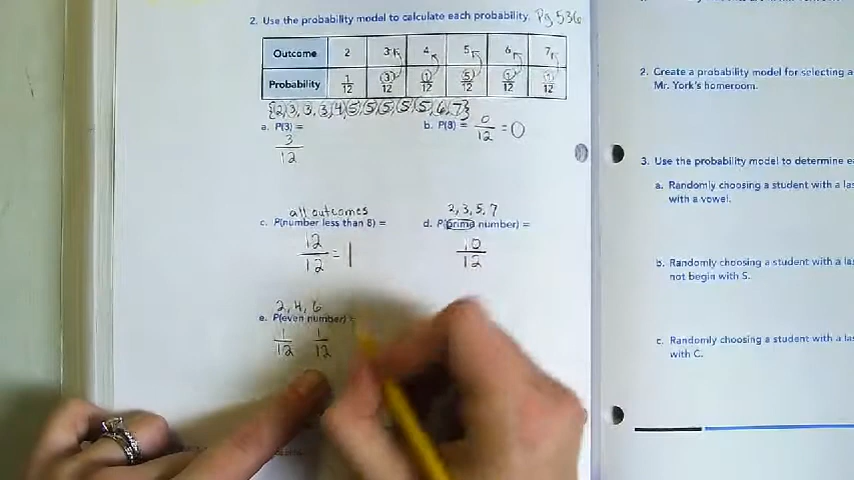 2. Use the probability model to calculate each probability. Pg 536
Outcome 2 3 4 5 6 7
Probability 1/12 3/12 1/12 5/12 1/12 1/12
{2, 3, 3, 3, 4, 5, 5, 5, 5, 5, 6, 7}
a. P(3) =
3/12
b. P(8) = 0/12 = 0
all outcomes
c. P(number less than 8) =
12/12 = 1
2, 3, 5, 7
d. P(prime number) =
10/12
2, 4, 6
e. P(even number) =
1/12 1/12
2. Create a probability model for selecting a
Mr. York's homeroom.
3. Use the probability model to determine e
a. Randomly choosing a student with a la
with a vowel.
b. Randomly choosing a student with a las
not begin with S.
c. Randomly choosing a student with a las
with C.